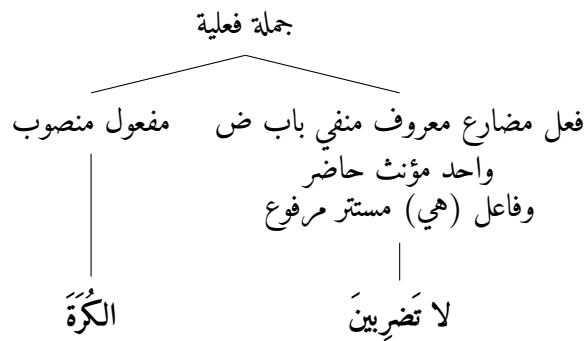 جملة فعلية
فعل مضارع معروف منفي باب ض
واحد مؤنث حاضر
وفاعل (هي) مستتر مرفوع
مفعول منصوب
لا تَضرِبينَ
الكُرَةَ